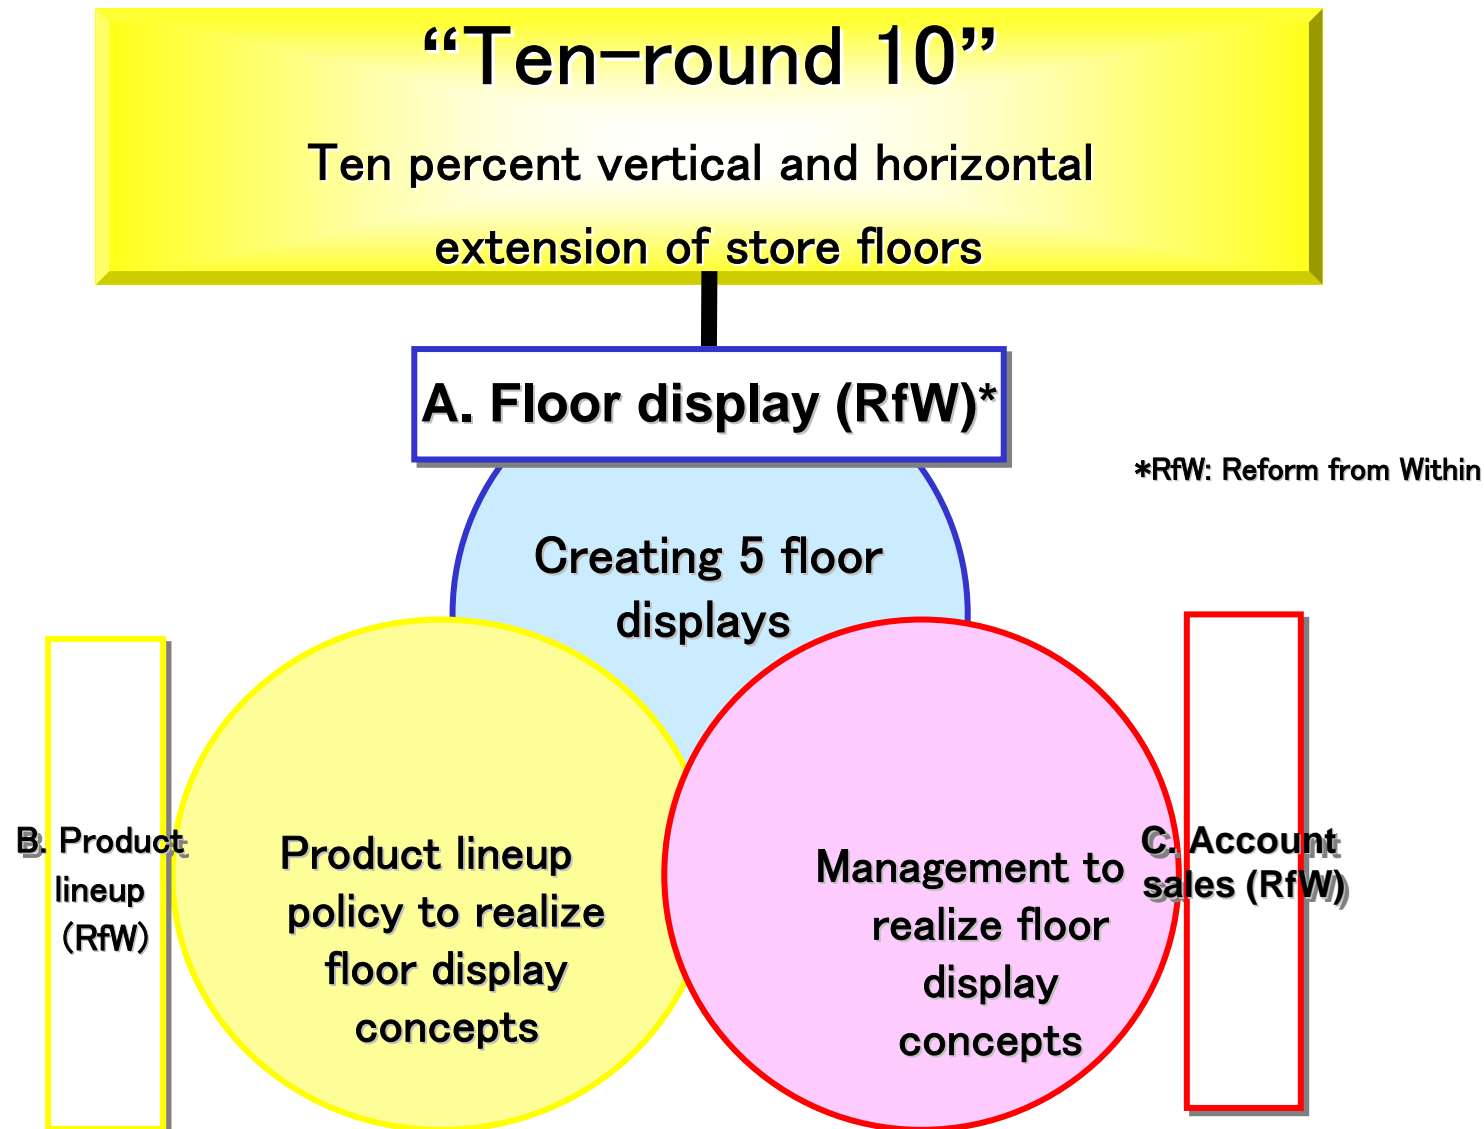 “Ten-round 10”
Ten percent vertical and horizontal
extension of store floors
A. Floor display (RfW)*
*RfW: Reform from Within
Creating 5 floor
displays
B. Product
lineup
(RfW)
Product lineup
policy to realize
floor display
concepts
Management to
realize floor
display
concepts
C. Account
sales (RfW)